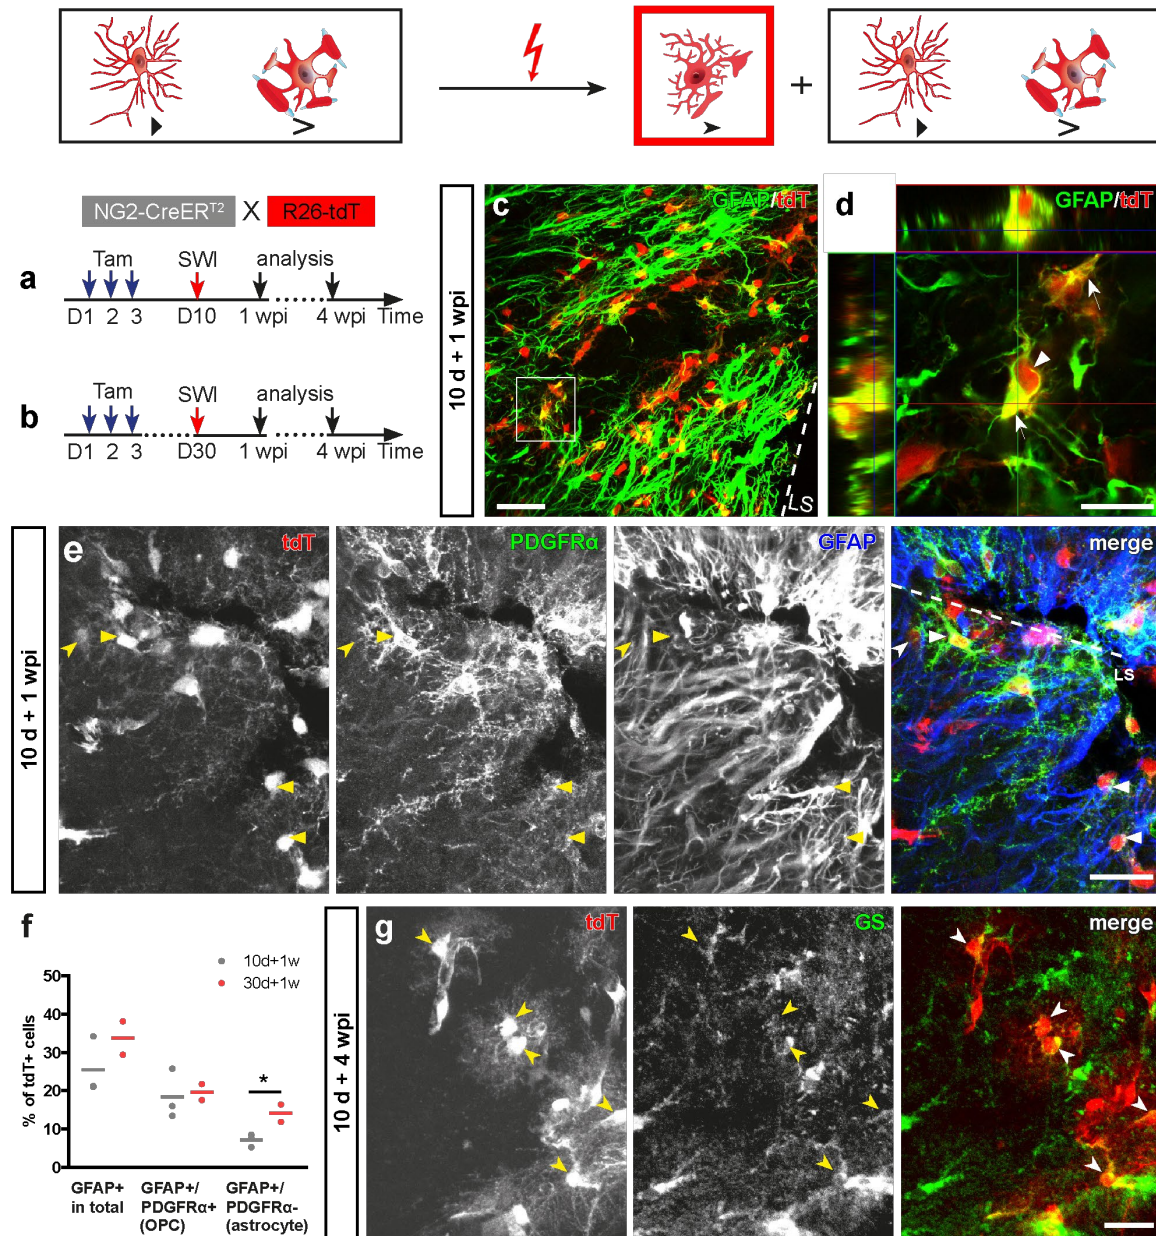 NG2-CreERT2 X R26-tdT
a
Tam SWI analysis
D1 2 3 D10 1 wpi 4 wpi Time
b
Tam SWI analysis
D1 2 3 D30 1 wpi 4 wpi Time
10 d + 1 wpi
c
GFAP/tdT
LS
d
GFAP/tdT
10 d + 1 wpi
e
tdT
PDGFRα
GFAP
merge
LS
f
10d+1w
30d+1w
% of tdT+ cells
50
40
30
20
10
0
*
GFAP+
in total
GFAP+/
PDGFRα+
(OPC)
GFAP+/
PDGFRα-
(astrocyte)
10 d + 4 wpi
g
tdT
GS
merge
+